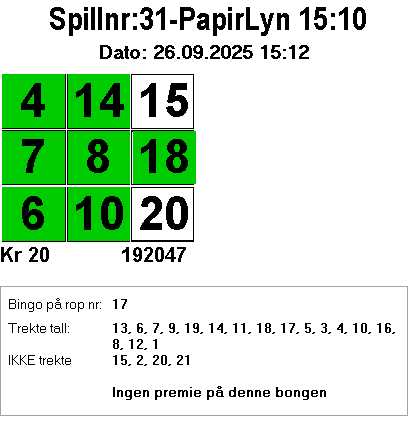 Spillnr:31-PapirLyn 15:10
Dato: 26.09.2025 15:12
4 14 15
7 8 18
6 10 20
Kr 20 192047
Bingo på rop nr: 17
Trekte tall: 13, 6, 7, 9, 19, 14, 11, 18, 17, 5, 3, 4, 10, 16,
8, 12, 1
IKKE trekte 15, 2, 20, 21
Ingen premie på denne bongen